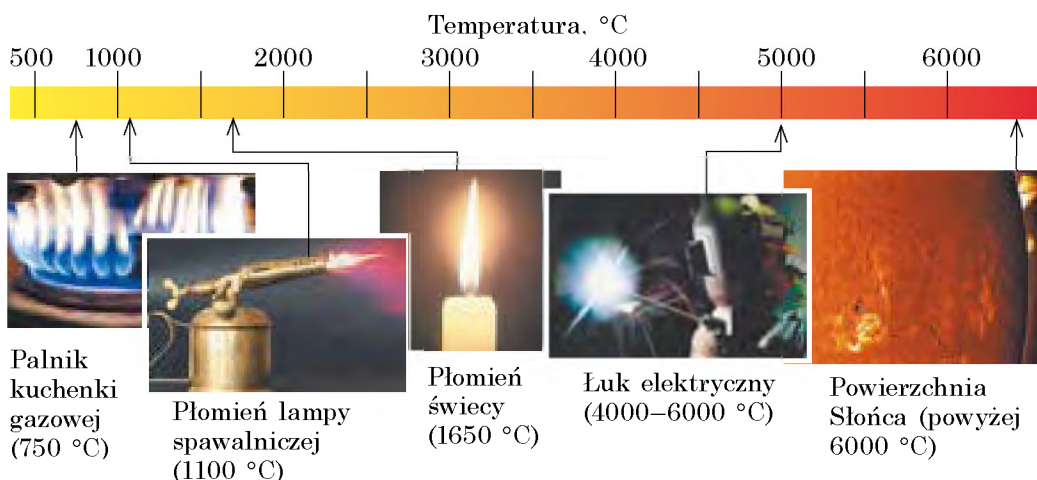 Temperatura, °C
500 1000 2000 3000 4000 5000 6000
Palnik
kuchenki
gazowej
(750 °C)
Płomień lampy
spawalniczej
(1100 °C)
Płomień
świecy
(1650 °C)
Łuk elektryczny
(4000–6000 °C)
Powierzchnia
Słońca (powyżej
6000 °C)